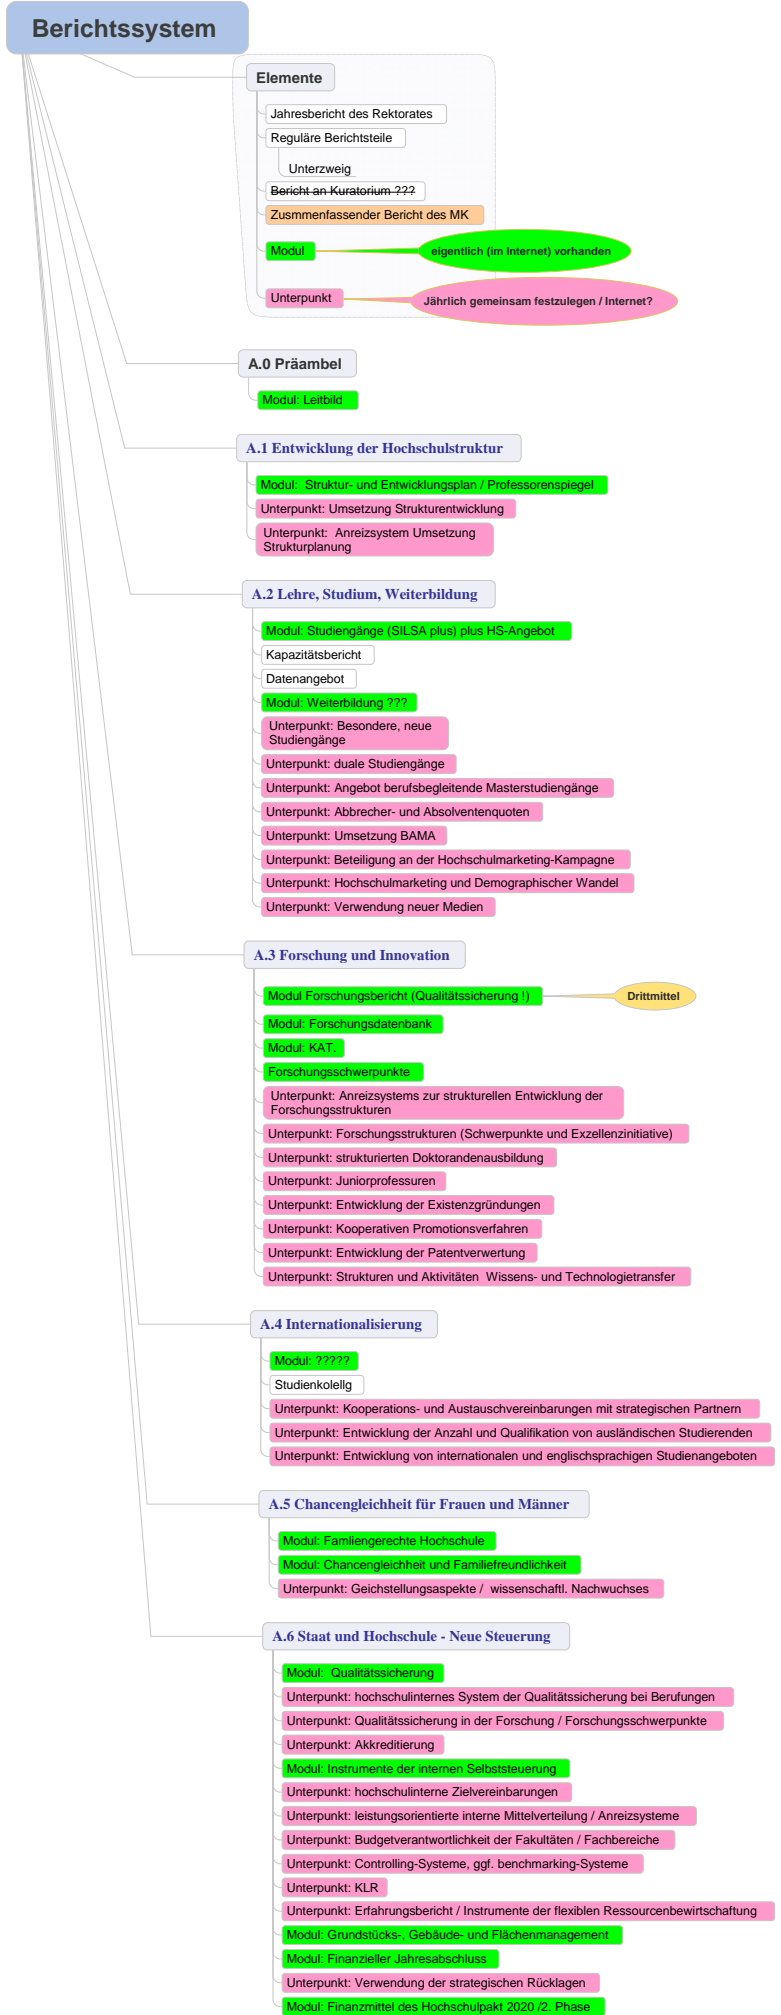 Berichtssystem
Elemente
Jahresbericht des Rektorates
Reguläre Berichtsteile
Unterzweig
Bericht an Kuratorium ???
Zusmmenfassender Bericht des MK
Modul
eigentlich (im Internet) vorhanden
Unterpunkt
Jährlich gemeinsam festzulegen / Internet?
A.0 Präambel
Modul: Leitbild
A.1 Entwicklung der Hochschulstruktur
Modul:  Struktur- und Entwicklungsplan / Professorenspiegel
Unterpunkt: Umsetzung Strukturentwicklung
Unterpunkt:  Anreizsystem Umsetzung
Strukturplanung
A.2 Lehre, Studium, Weiterbildung
Modul: Studiengänge (SILSA plus) plus HS-Angebot
Kapazitätsbericht
Datenangebot
Modul: Weiterbildung ???
Unterpunkt: Besondere, neue
Studiengänge
Unterpunkt: duale Studiengänge
Unterpunkt: Angebot berufsbegleitende Masterstudiengänge
Unterpunkt: Abbrecher- und Absolventenquoten
Unterpunkt: Umsetzung BAMA
Unterpunkt: Beteiligung an der Hochschulmarketing-Kampagne
Unterpunkt: Hochschulmarketing und Demographischer Wandel
Unterpunkt: Verwendung neuer Medien
A.3 Forschung und Innovation
Modul Forschungsbericht (Qualitätssicherung !)
Drittmittel
Modul: Forschungsdatenbank
Modul: KAT.
Forschungsschwerpunkte
Unterpunkt: Anreizsystems zur strukturellen Entwicklung der
Forschungsstrukturen
Unterpunkt: Forschungsstrukturen (Schwerpunkte und Exzellenzinitiative)
Unterpunkt: strukturierten Doktorandenausbildung
Unterpunkt: Juniorprofessuren
Unterpunkt: Entwicklung der Existenzgründungen
Unterpunkt: Kooperativen Promotionsverfahren
Unterpunkt: Entwicklung der Patentverwertung
Unterpunkt: Strukturen und Aktivitäten  Wissens- und Technologietransfer
A.4 Internationalisierung
Modul: ?????
Studienkolellg
Unterpunkt: Kooperations- und Austauschvereinbarungen mit strategischen Partnern
Unterpunkt: Entwicklung der Anzahl und Qualifikation von ausländischen Studierenden
Unterpunkt: Entwicklung von internationalen und englischsprachigen Studienangeboten
A.5 Chancengleichheit für Frauen und Männer
Modul: Famliengerechte Hochschule
Modul: Chancengleichheit und Familiefreundlichkeit
Unterpunkt: Geichstellungsaspekte /  wissenschaftl. Nachwuchses
A.6 Staat und Hochschule - Neue Steuerung
Modul:  Qualitätssicherung
Unterpunkt: hochschulinternes System der Qualitätssicherung bei Berufungen
Unterpunkt: Qualitätssicherung in der Forschung / Forschungsschwerpunkte
Unterpunkt: Akkreditierung
Modul: Instrumente der internen Selbststeuerung
Unterpunkt: hochschulinterne Zielvereinbarungen
Unterpunkt: leistungsorientierte interne Mittelverteilung / Anreizsysteme
Unterpunkt: Budgetverantwortlichkeit der Fakultäten / Fachbereiche
Unterpunkt: Controlling-Systeme, ggf. benchmarking-Systeme
Unterpunkt: KLR
Unterpunkt: Erfahrungsbericht / Instrumente der flexiblen Ressourcenbewirtschaftung
Modul: Grundstücks-, Gebäude- und Flächenmanagement
Modul: Finanzieller Jahresabschluss
Unterpunkt: Verwendung der strategischen Rücklagen
Modul: Finanzmittel des Hochschulpakt 2020 /2. Phase